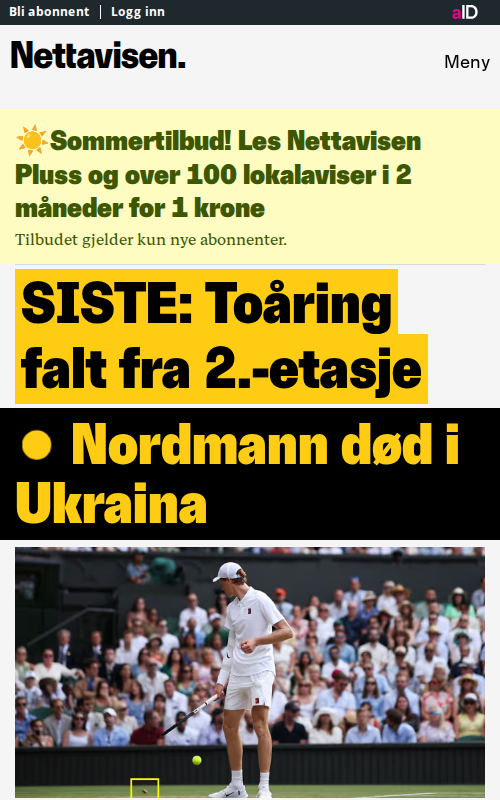 Bli abonnent | Logg inn
aID
Nettavisen.
Meny
☀️Sommertilbud! Les Nettavisen
Pluss og over 100 lokalaviser i 2
måneder for 1 krone
Tilbudet gjelder kun nye abonnenter.
SISTE: Toåring
falt fra 2.-etasje
Nordmann død i
Ukraina